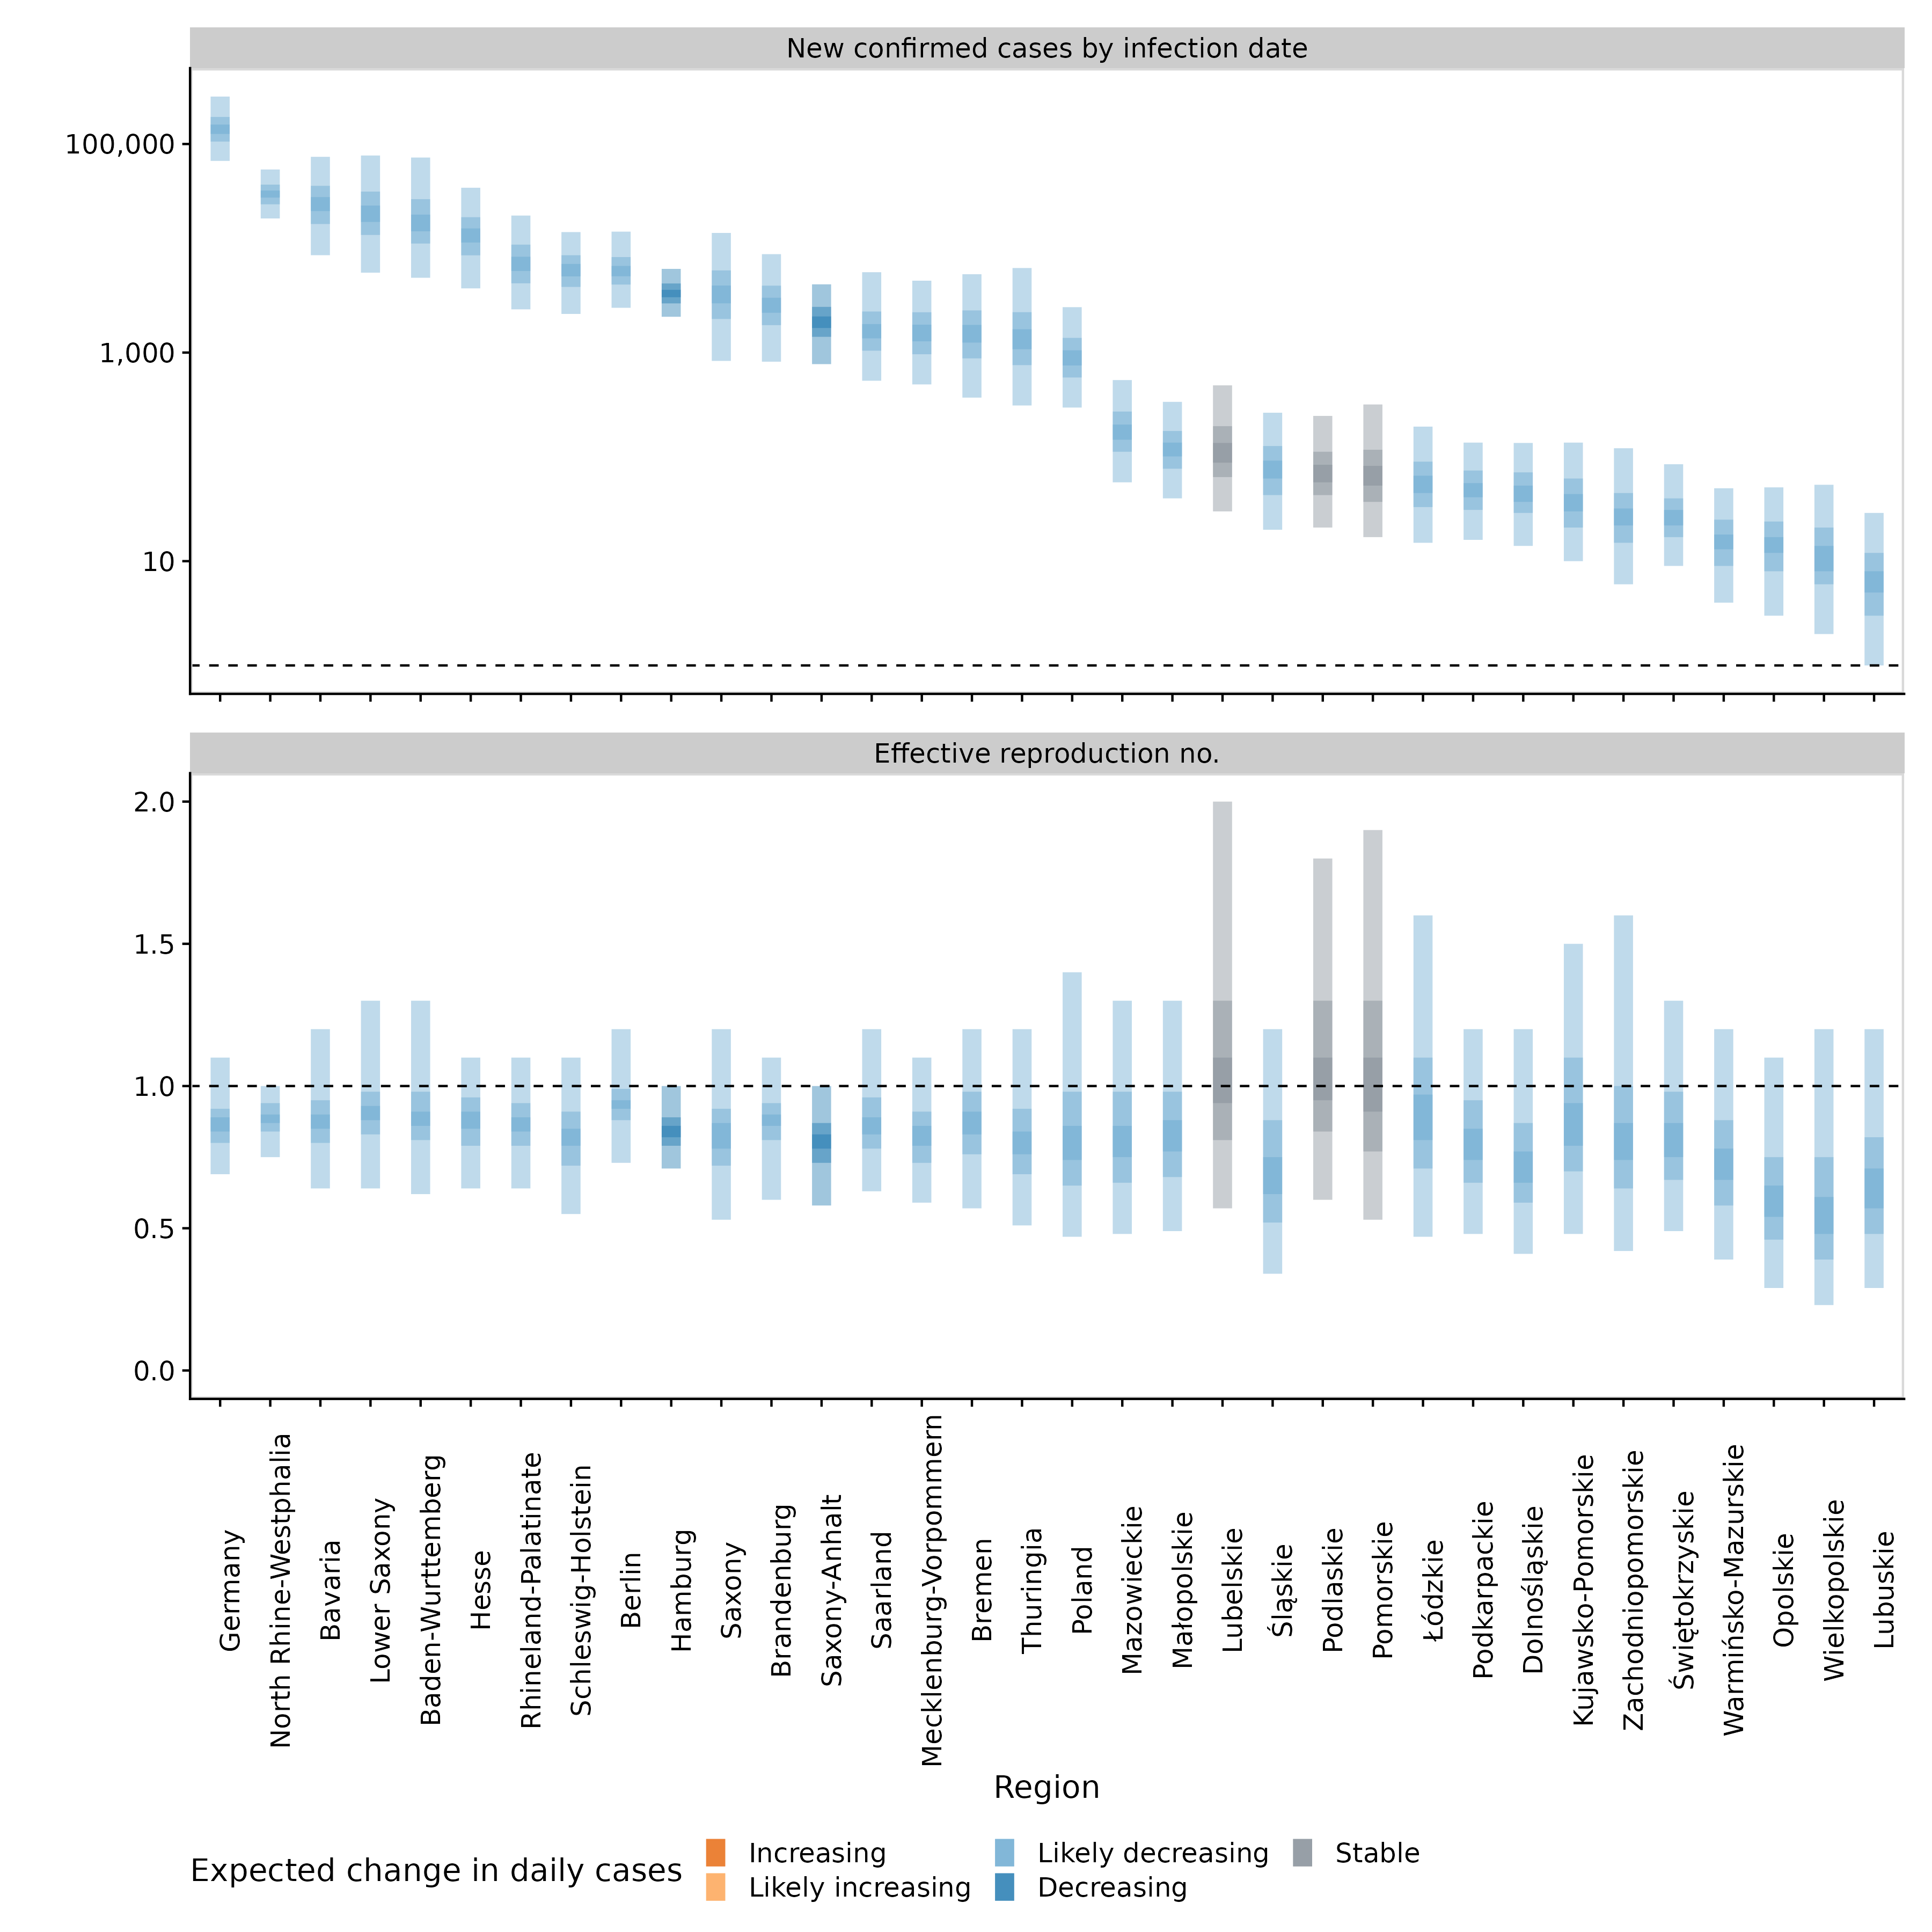 New confirmed cases by infection date
100,000
1,000
10
Effective reproduction no.
2.0
1.5
1.0
0.5
0.0
Germany
North Rhine-Westphalia
Bavaria
Lower Saxony
Baden-Wurttemberg
Hesse
Rhineland-Palatinate
Schleswig-Holstein
Berlin
Hamburg
Saxony
Brandenburg
Saxony-Anhalt
Saarland
Mecklenburg-Vorpommern
Bremen
Thuringia
Poland
Mazowieckie
Małopolskie
Lubelskie
Śląskie
Podlaskie
Pomorskie
Łódzkie
Podkarpackie
Dolnośląskie
Kujawsko-Pomorskie
Zachodniopomorskie
Świętokrzyskie
Warmińsko-Mazurskie
Opolskie
Wielkopolskie
Lubuskie
Region
Expected change in daily cases
Increasing
Likely increasing
Likely decreasing
Decreasing
Stable